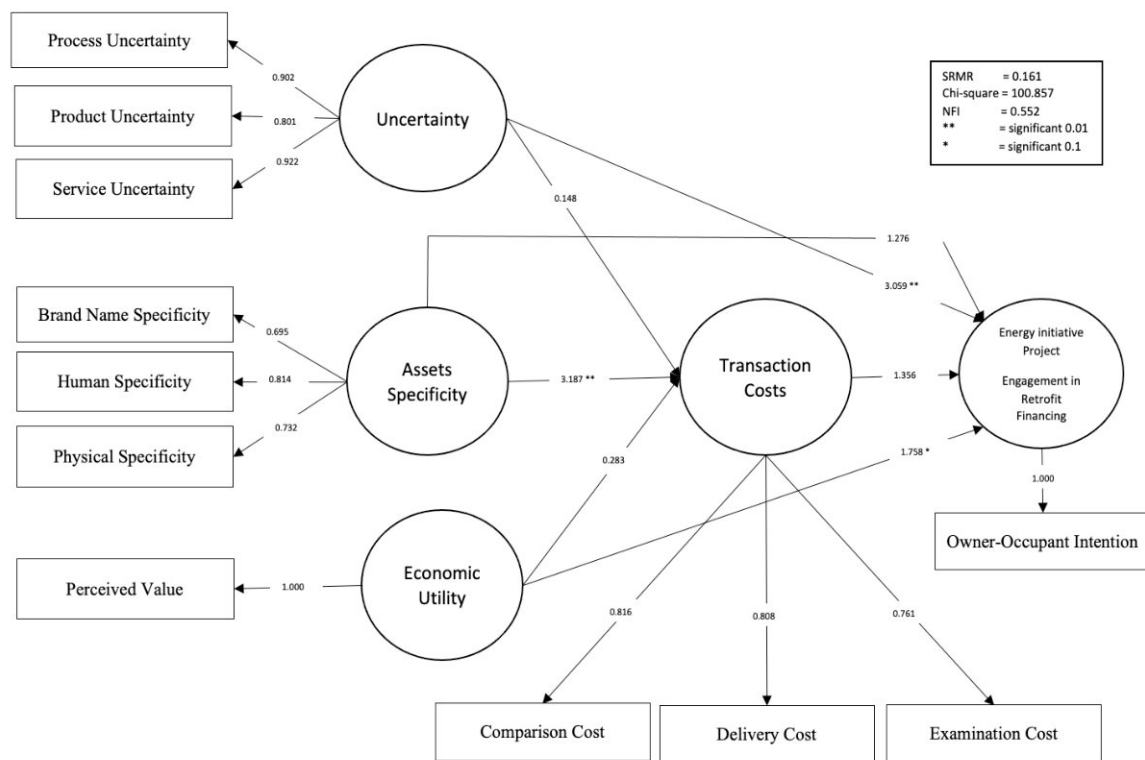 Process Uncertainty
Product Uncertainty
Service Uncertainty
0.902
0.801
0.922
Uncertainty
SRMR = 0.161
Chi-square = 100.857
NFI = 0.552
** = significant 0.01
* = significant 0.1
0.148
1.276
3.059 **
Brand Name Specificity
Human Specificity
Physical Specificity
0.695
0.814
0.732
Assets
Specificity
3.187 **
Transaction
Costs
1.356
Energy initiative
Project
Engagement in
Retrofit
Financing
0.283
1.758 *
1.000
Owner-Occupant Intention
Perceived Value
1.000
Economic
Utility
0.816
0.808
0.761
Comparison Cost
Delivery Cost
Examination Cost